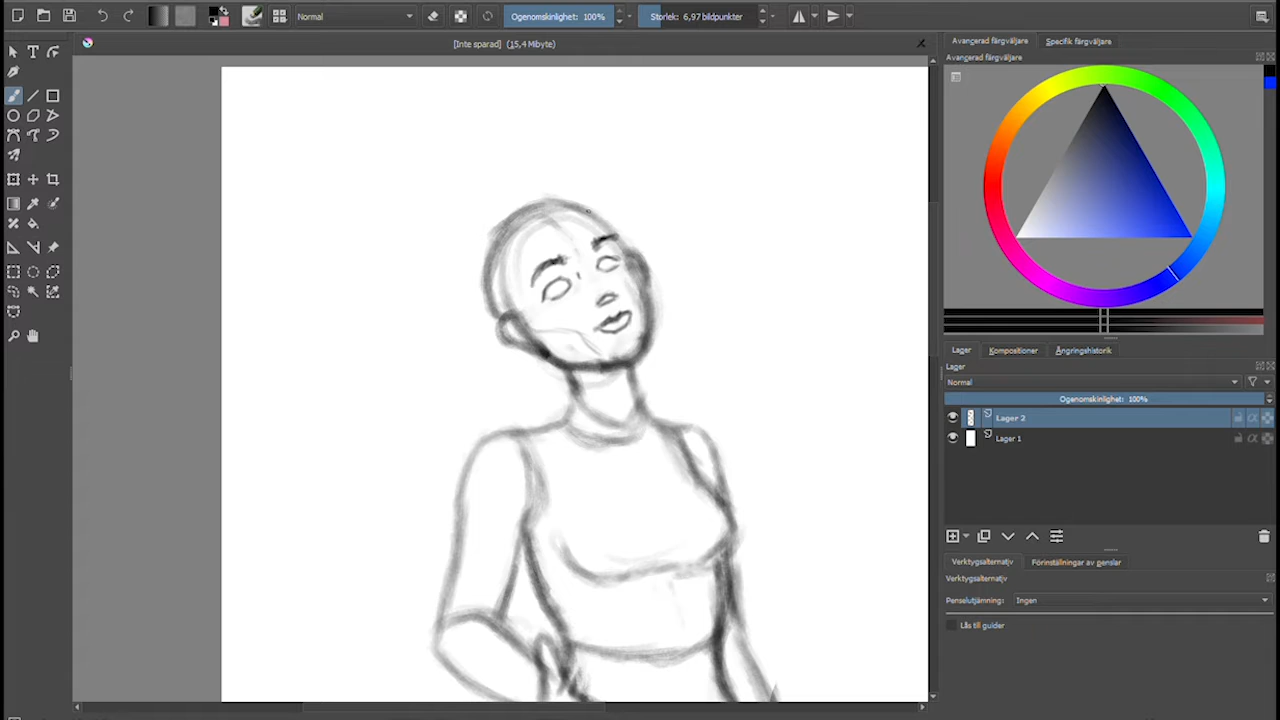 Normal
Ogenomskinlighet: 100%
Storlek: 6,97 bildpunkter
[Inte sparad] (15,4 Mibyte)
Avancerad färgväljare
Specifik färgväljare
Avancerad färgväljare
Lager
Kompositioner
Ångringshistorik
Lager
Normal
Ogenomskinlighet: 100%
Lager 2
Lager 1
Verktygsalternativ
Förinställningar av penslar
Verktygsalternativ
Penselutjämning:
Ingen
Lås till guider